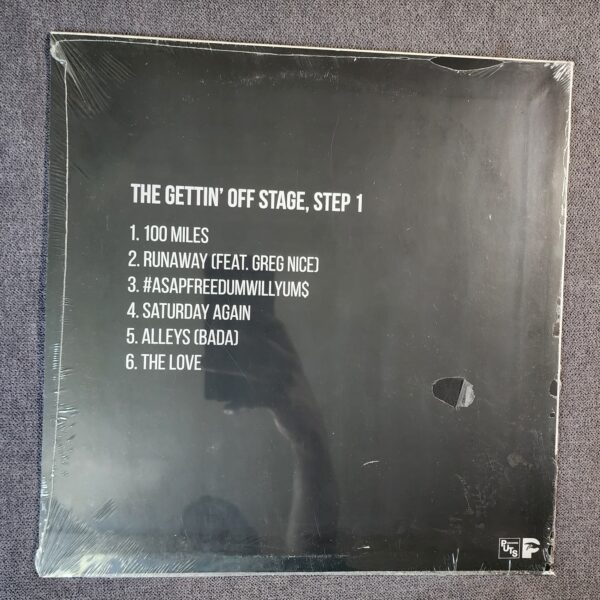 THE GETTIN' OFF STAGE, STEP 1
1. 100 MILES
2. RUNAWAY (FEAT. GREG NICE)
3. #ASAPFREEDUMWILLYUM$
4. SATURDAY AGAIN
5. ALLEYS (BADA)
6. THE LOVE
PUTS